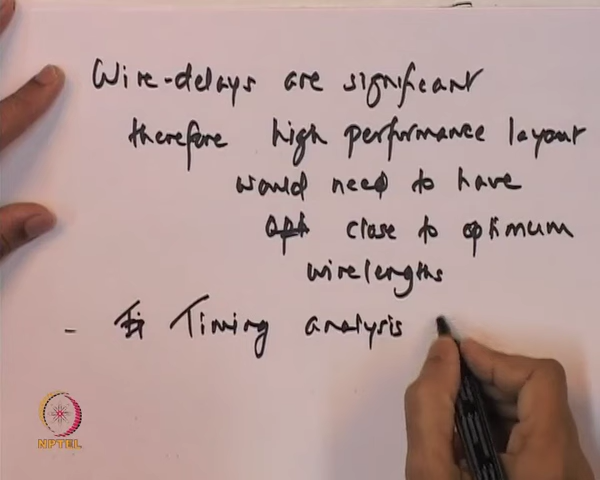 Wire-delays are significant
therefore high performance layout
would need to have
close to optimum
wirelengths
- Timing analysis
NPTEL